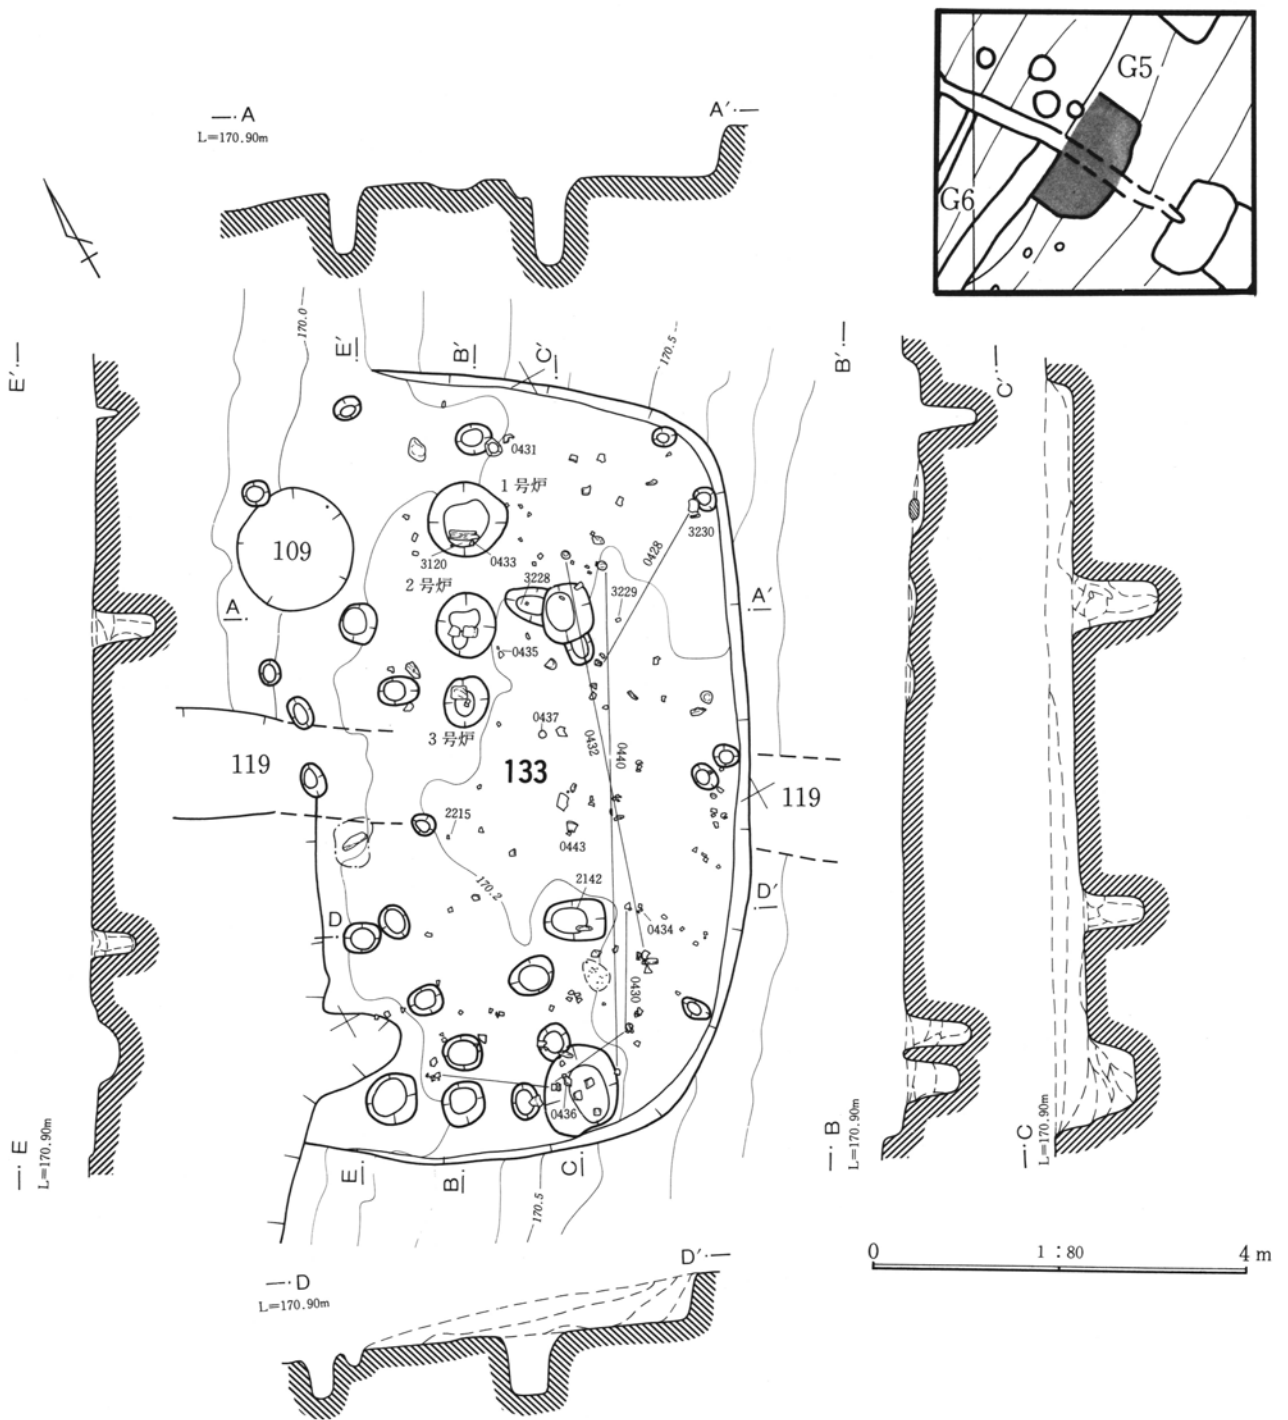 G5
G6
A
L=170.90m
A′
170.0
E′
B′
C′
170.5
E′
B′
C′
0431
1号炉
109
3120
0433
3230
0428
2号炉
3228
3229
A
A′
0435
3号炉
0437
0432
0440
119
133
119
2215
0443
170.2
2142
D
D′
0434
0430
0436
E
B
C
170.5
E
L=170.90m
B
L=170.90m
C
L=170.90m
D
L=170.90m
D′
0
1:80
4m